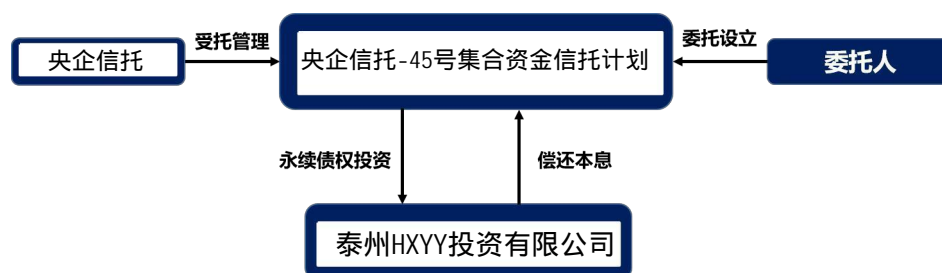 受托管理
委托设立
央企信托
央企信托-45号集合资金信托计划
委托人
永续债权投资
偿还本息
泰州HXYY投资有限公司